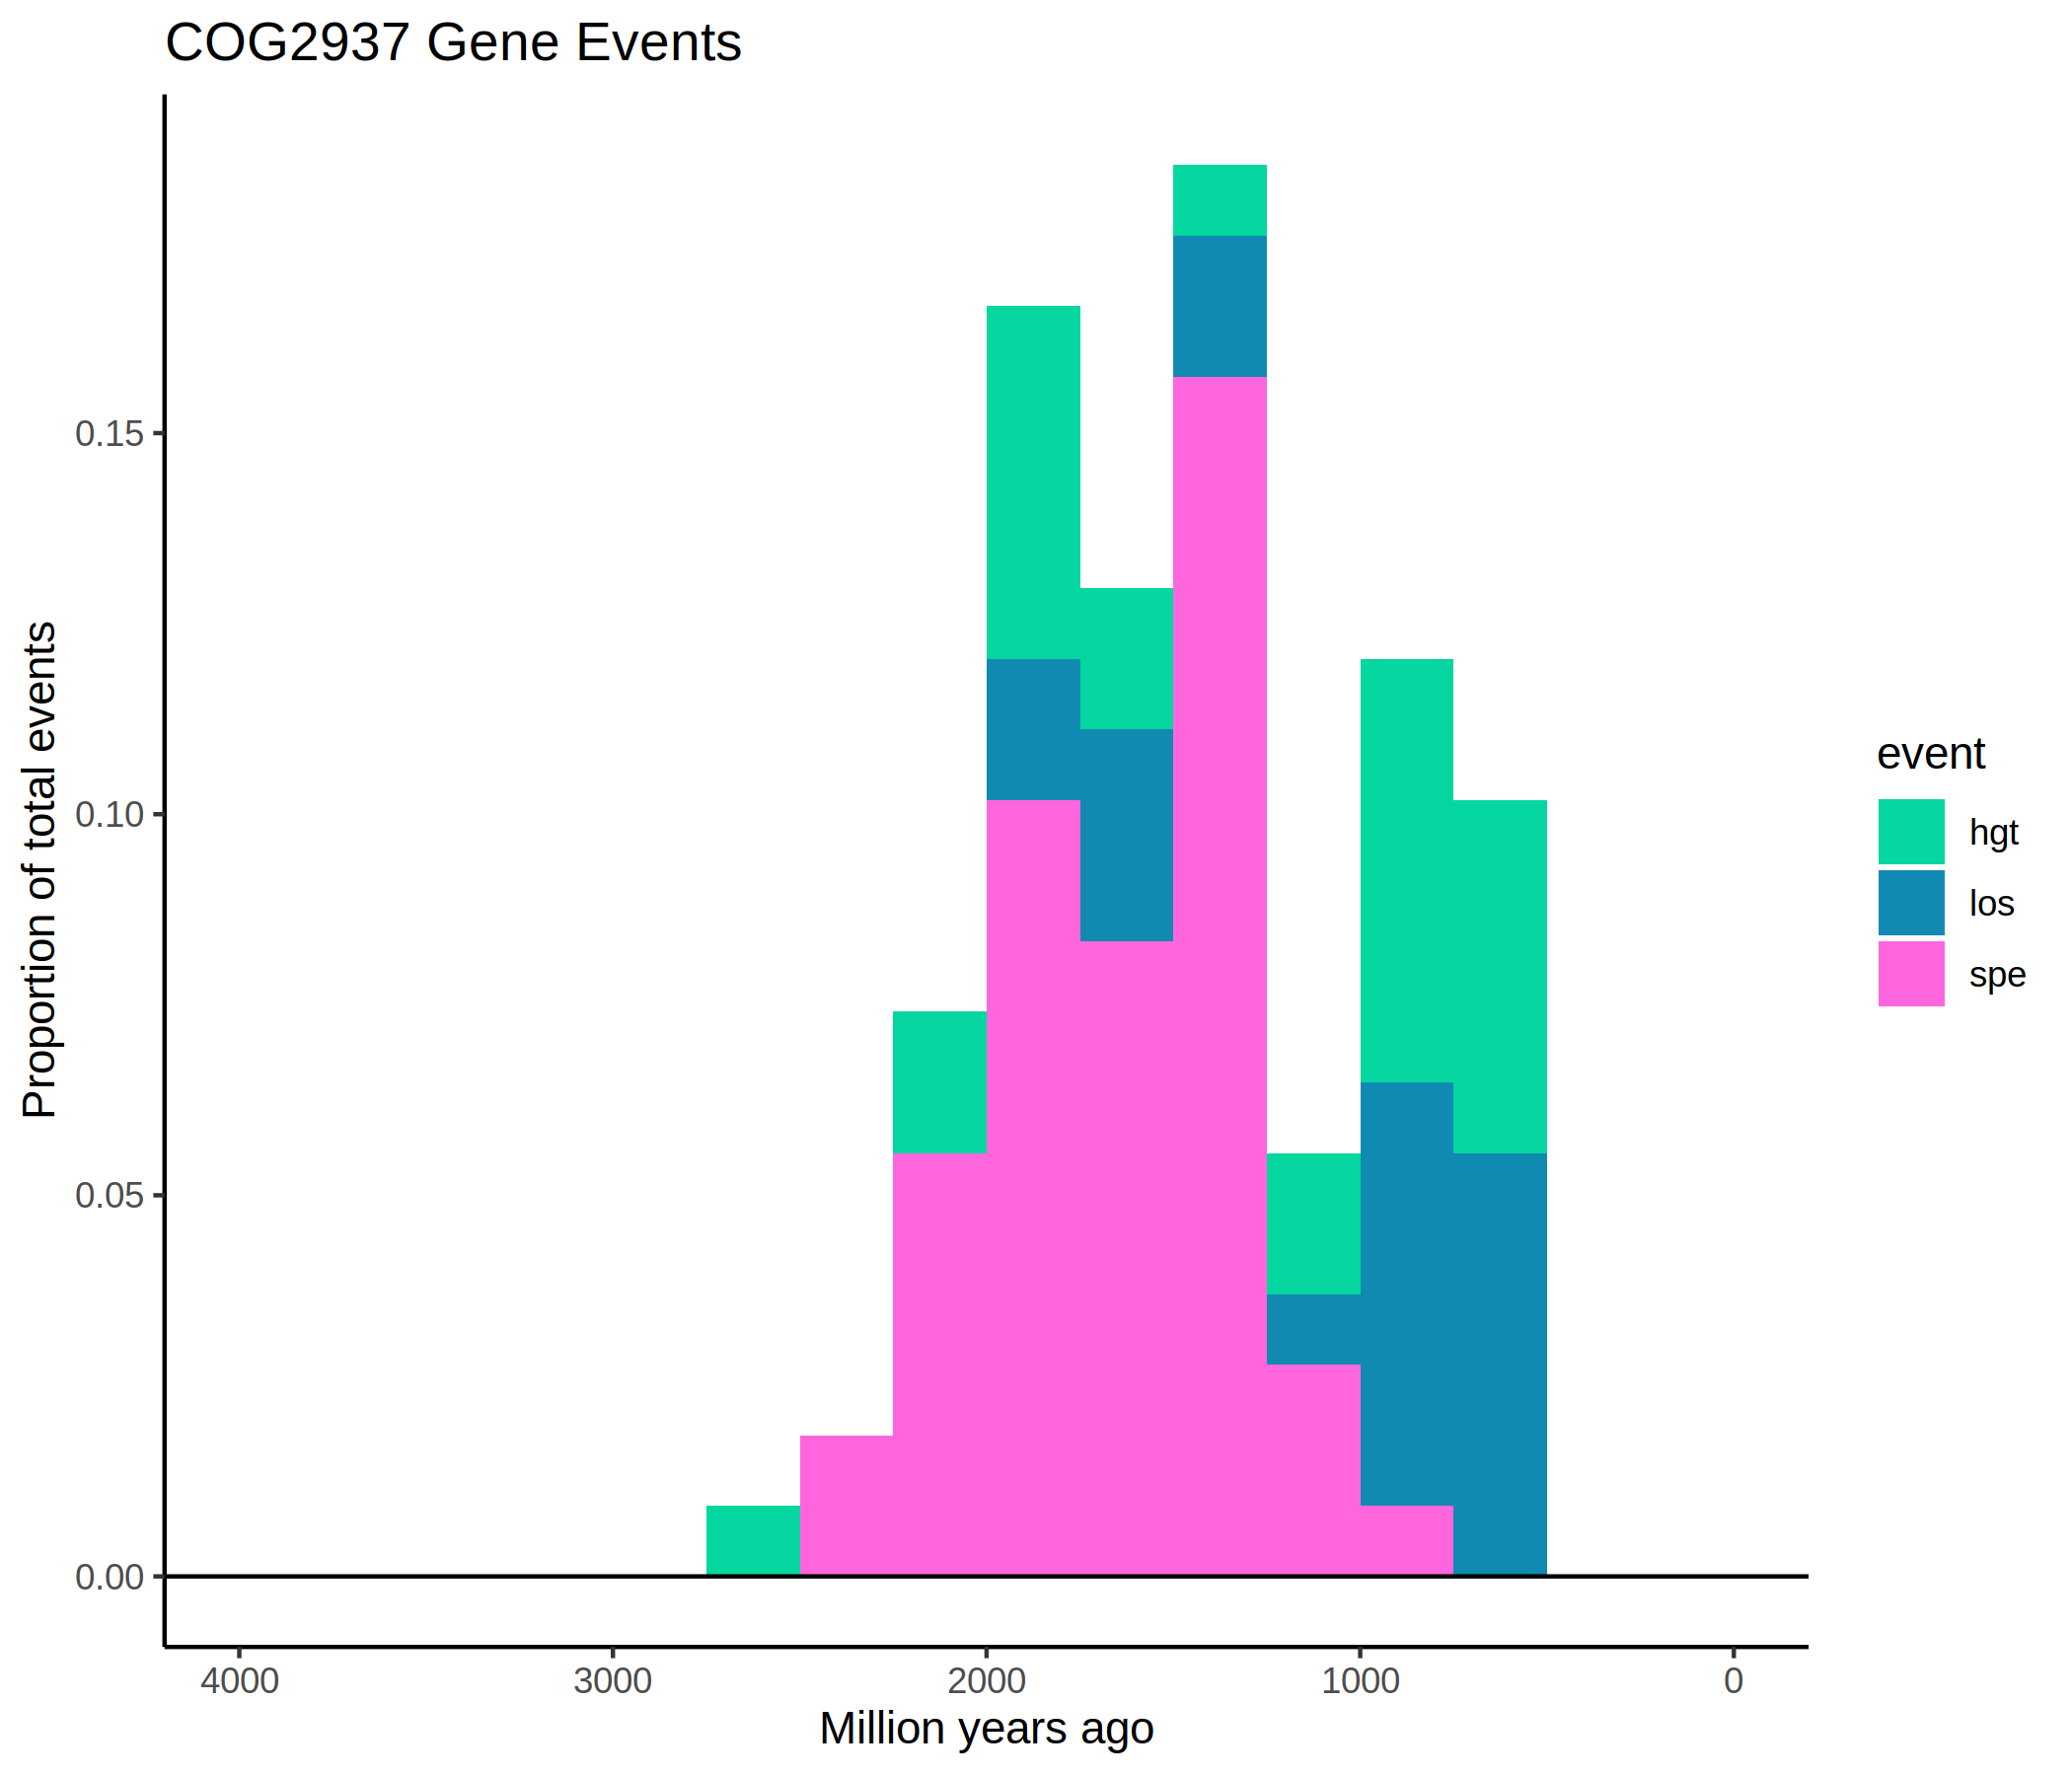 COG2937 Gene Events
Proportion of total events
0.15
0.10
0.05
0.00
4000 3000 2000 1000 0
Million years ago
event
hgt
los
spe